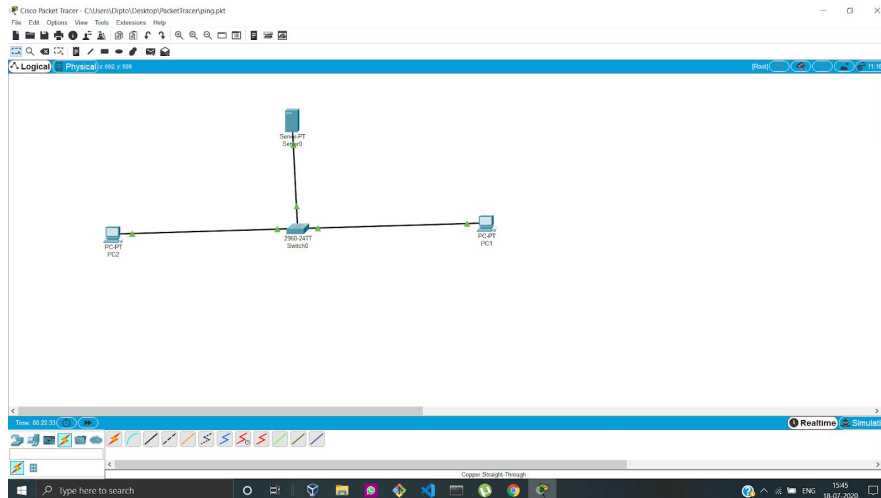 Cisco Packet Tracer - C:\Users\Dipto\Desktop\PacketTracer\ping.pkt
File Edit Options View Tools Extensions Help
Logical Physical x: 692, y: 506 [Root]
Server-PT
Server0
2960-24TT
Switch0
PC-PT
PC1
PC-PT
PC2
Time: 00:22:33 Realtime Simulati
Copper Straight-Through
Type here to search ENG 15:45
18-07-2020